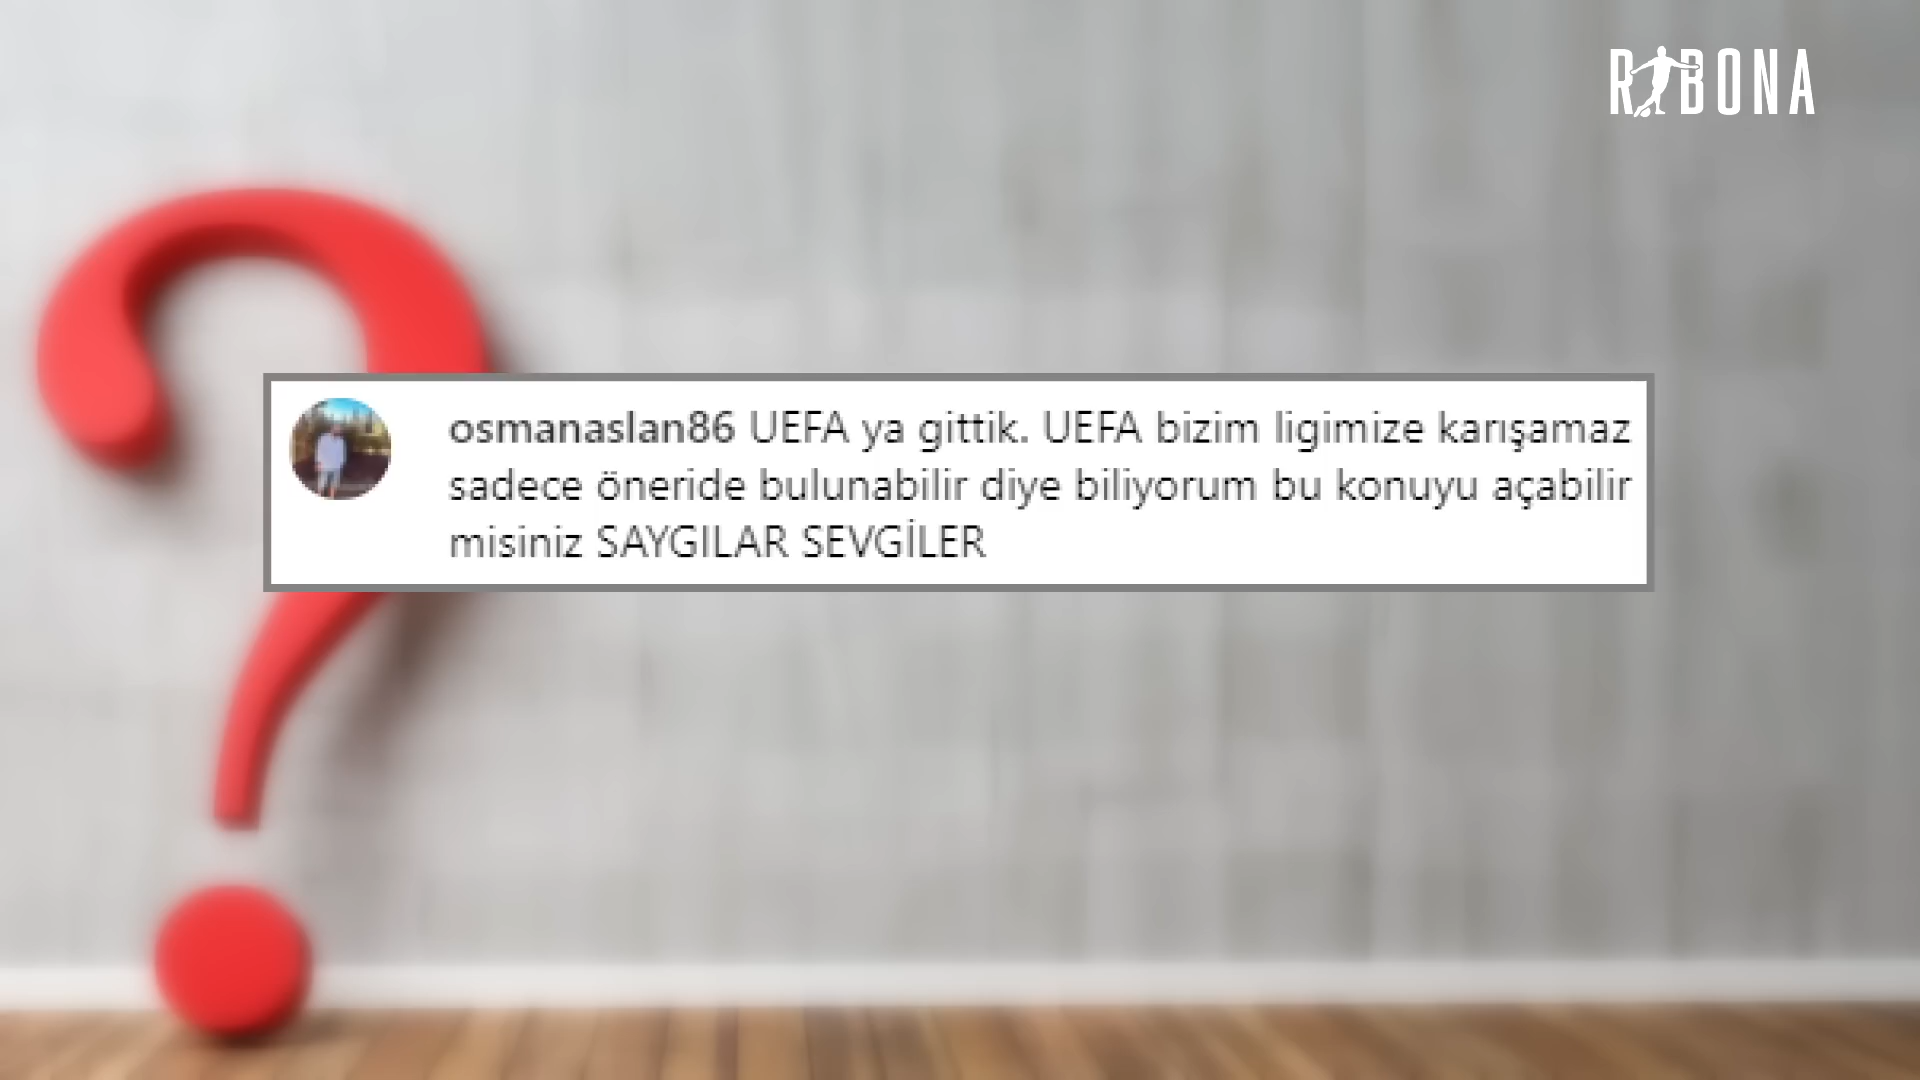 RABONA
osmanaslan86 UEFA ya gittik. UEFA bizim ligimize karışamaz
sadece öneride bulunabilir diye biliyorum bu konuyu açabilir
misiniz SAYGILAR SEVGİLER